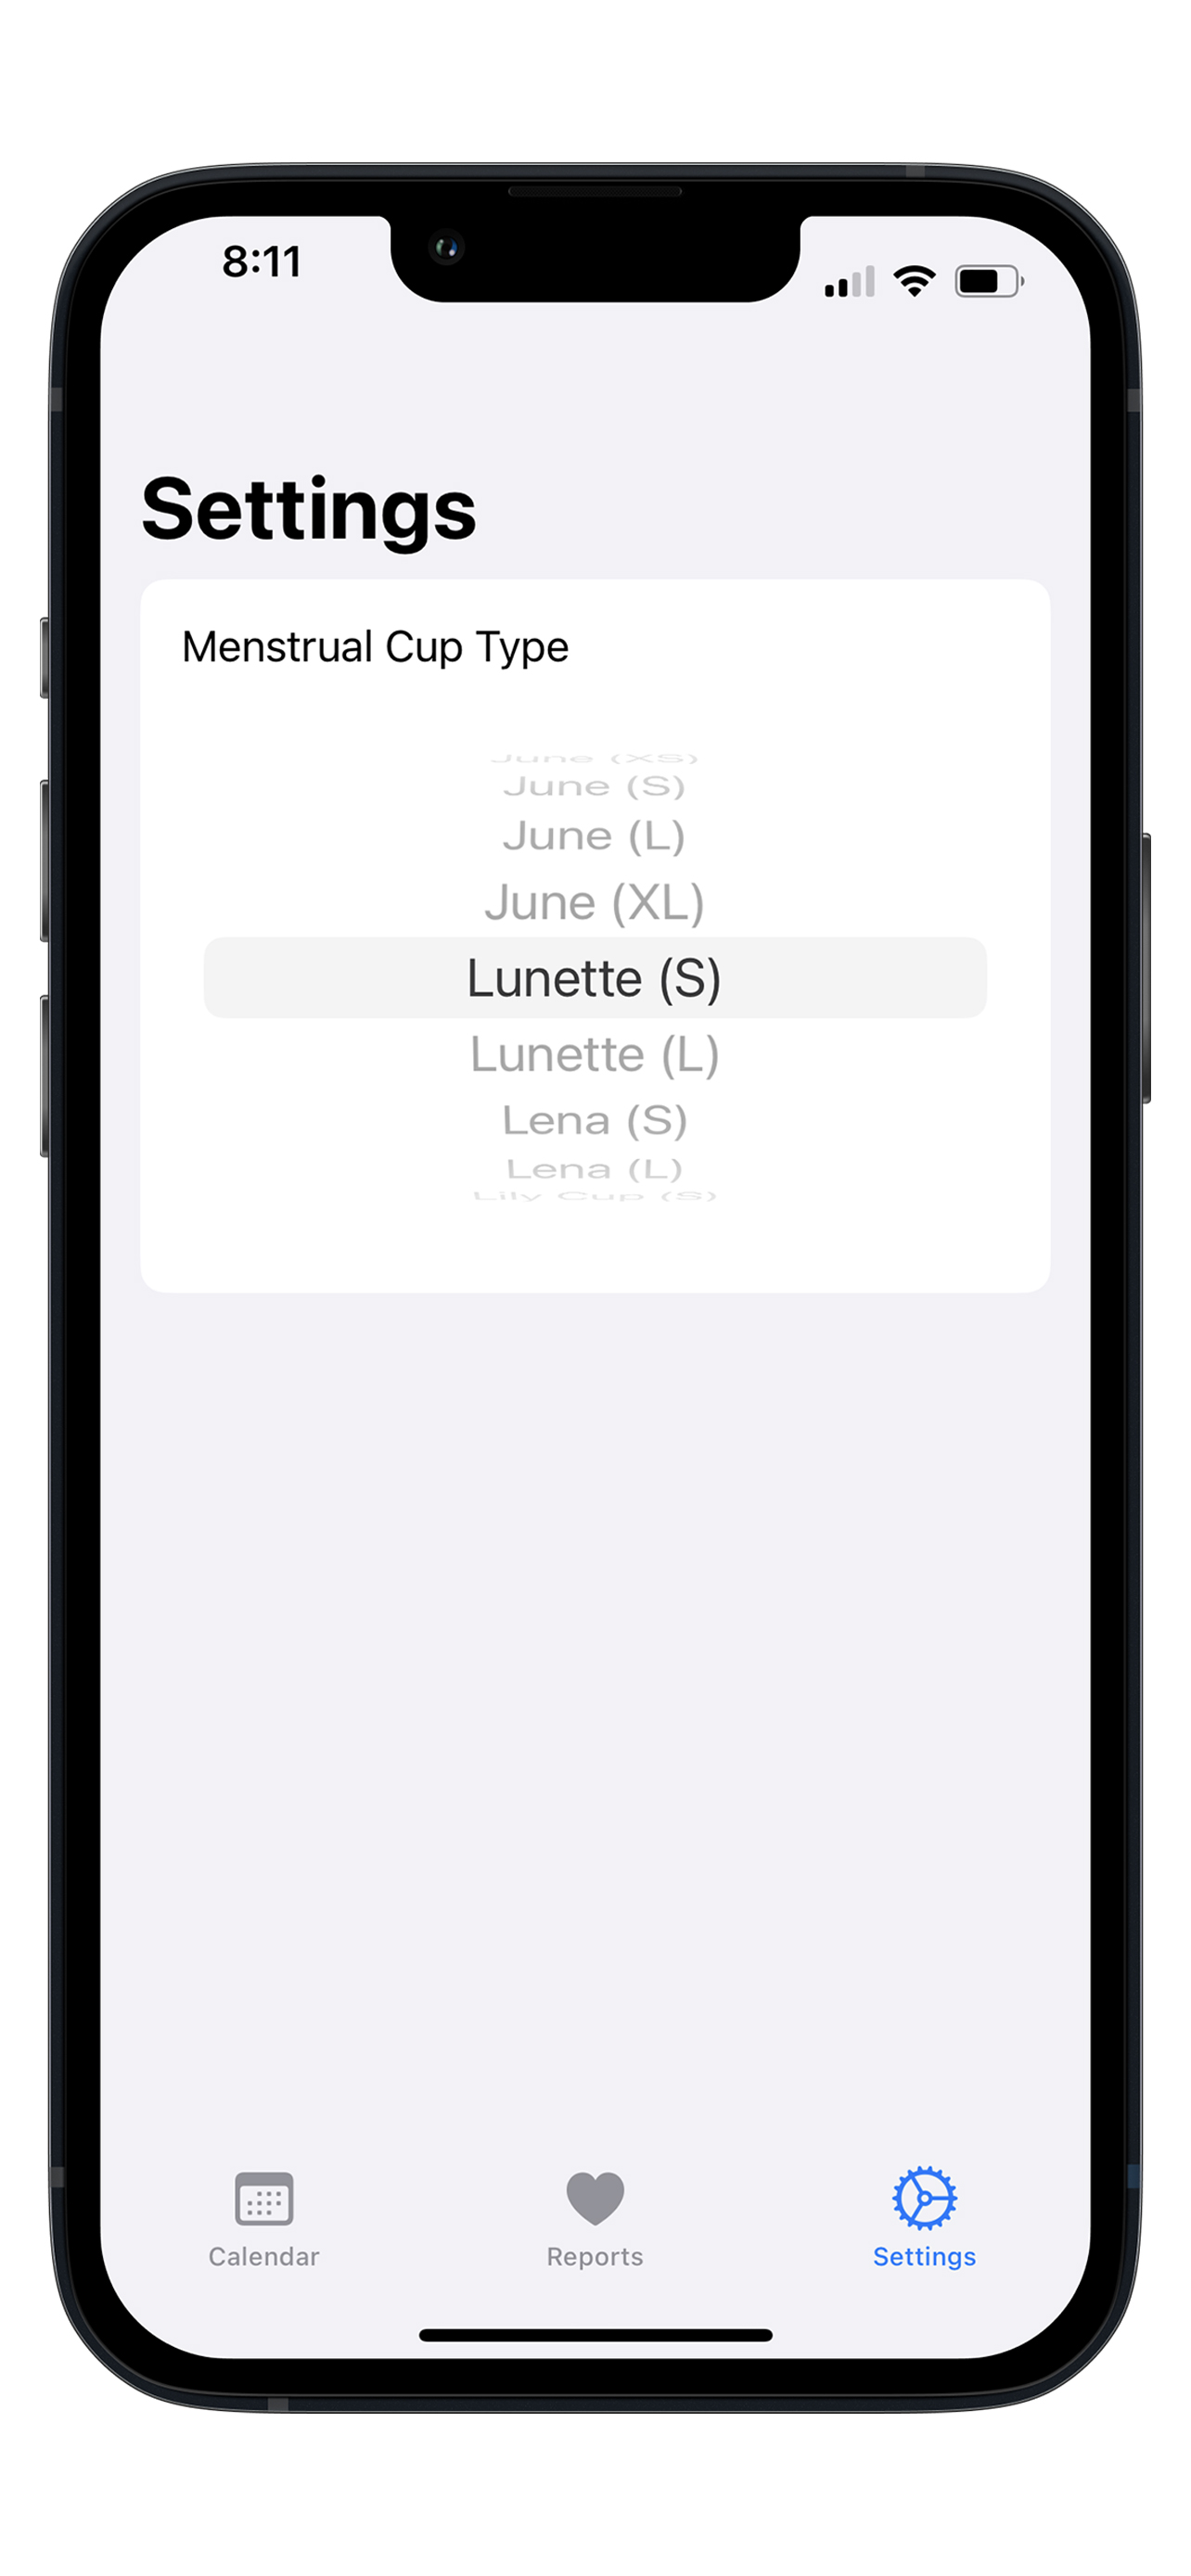 8:11
Settings
Menstrual Cup Type
June (XS)
June (S)
June (L)
June (XL)
Lunette (S)
Lunette (L)
Lena (S)
Lena (L)
Lily Cup (S)
Calendar
Reports
Settings